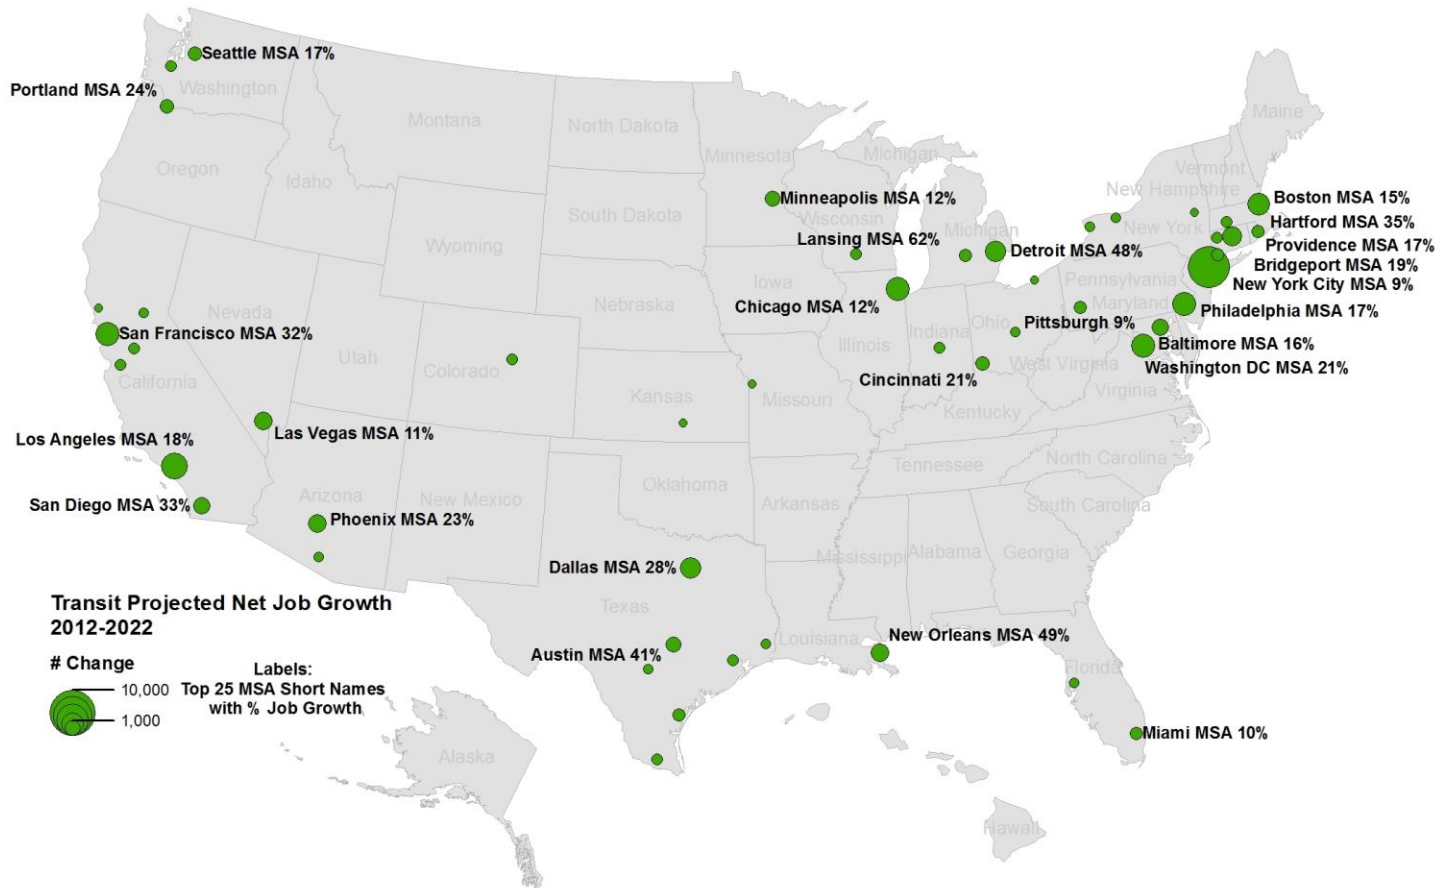 Seattle MSA 17%
Washington
Portland MSA 24%
Maine
Montana
North Dakota
Minnesota
Michigan
Vermont
Oregon
Idaho
New Hampshire
Boston MSA 15%
Minneapolis MSA 12%
South Dakota
Wisconsin
Hartford MSA 35%
Michigan
New York
Lansing MSA 62%
Wyoming
Detroit MSA 48%
Providence MSA 17%
Bridgeport MSA 19%
Iowa
Pennsylvania
New York City MSA 9%
Nebraska
Chicago MSA 12%
Maryland
Philadelphia MSA 17%
Nevada
San Francisco MSA 32%
Indiana
Ohio
Pittsburgh 9%
Baltimore MSA 16%
Illinois
Utah
Colorado
West Virginia
Washington DC MSA 21%
California
Cincinnati 21%
Virginia
Kansas
Missouri
Kentucky
Las Vegas MSA 11%
Los Angeles MSA 18%
Tennessee
North Carolina
Oklahoma
Arizona
New Mexico
Arkansas
South Carolina
San Diego MSA 33%
Phoenix MSA 23%
Mississippi
Alabama
Georgia
Dallas MSA 28%
Transit Projected Net Job Growth
2012-2022
Texas
Louisiana
New Orleans MSA 49%
Austin MSA 41%
Florida
# Change
10,000
1,000
Labels:
Top 25 MSA Short Names
with % Job Growth
Miami MSA 10%
Alaska
Hawaii